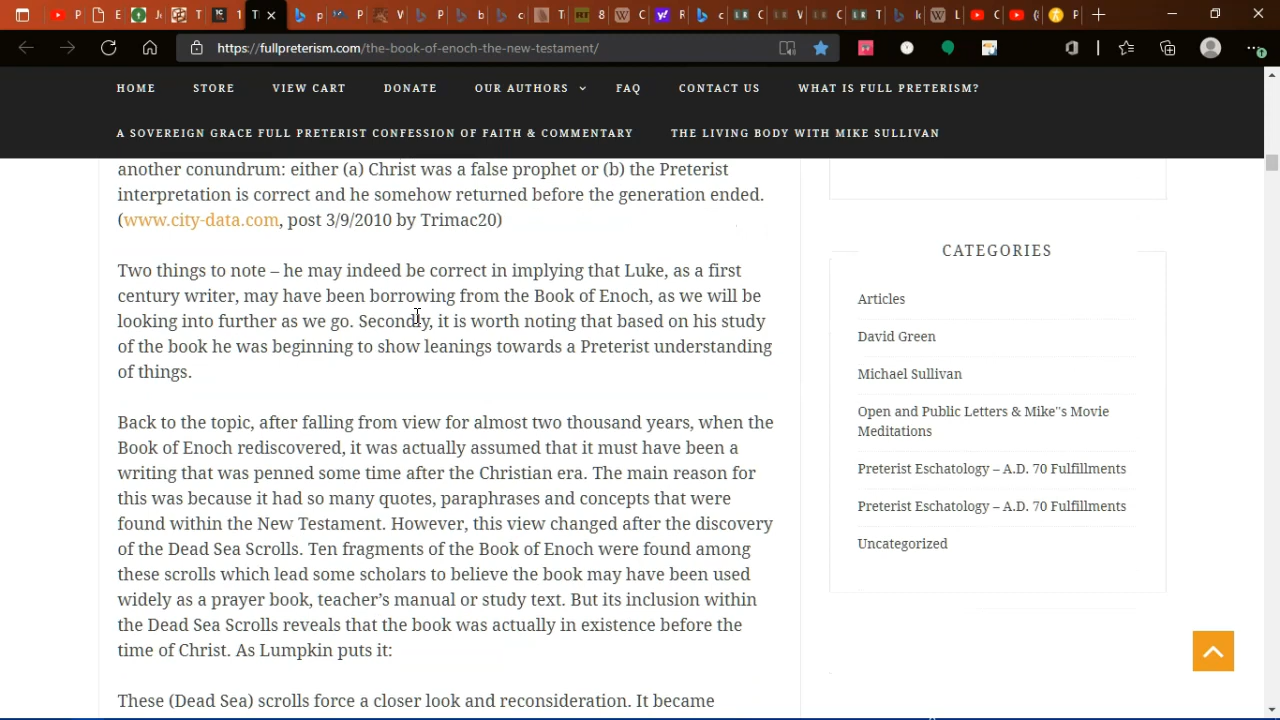 https://fullpreterism.com/the-book-of-enoch-the-new-testament/
HOME STORE VIEW CART DONATE OUR AUTHORS FAQ CONTACT US WHAT IS FULL PRETERISM?
A SOVEREIGN GRACE FULL PRETERIST CONFESSION OF FAITH & COMMENTARY THE LIVING BODY WITH MIKE SULLIVAN
another conundrum: either (a) Christ was a false prophet or (b) the Preterist
interpretation is correct and he somehow returned before the generation ended.
(www.city-data.com, post 3/9/2010 by Trimac20)
Two things to note – he may indeed be correct in implying that Luke, as a first
century writer, may have been borrowing from the Book of Enoch, as we will be
looking into further as we go. Secondly, it is worth noting that based on his study
of the book he was beginning to show leanings towards a Preterist understanding
of things.
Back to the topic, after falling from view for almost two thousand years, when the
Book of Enoch rediscovered, it was actually assumed that it must have been a
writing that was penned some time after the Christian era. The main reason for
this was because it had so many quotes, paraphrases and concepts that were
found within the New Testament. However, this view changed after the discovery
of the Dead Sea Scrolls. Ten fragments of the Book of Enoch were found among
these scrolls which lead some scholars to believe the book may have been used
widely as a prayer book, teacher's manual or study text. But its inclusion within
the Dead Sea Scrolls reveals that the book was actually in existence before the
time of Christ. As Lumpkin puts it:
These (Dead Sea) scrolls force a closer look and reconsideration. It became
CATEGORIES
Articles
David Green
Michael Sullivan
Open and Public Letters & Mike"s Movie
Meditations
Preterist Eschatology – A.D. 70 Fulfillments
Preterist Eschatology – A.D. 70 Fulfillments
Uncategorized